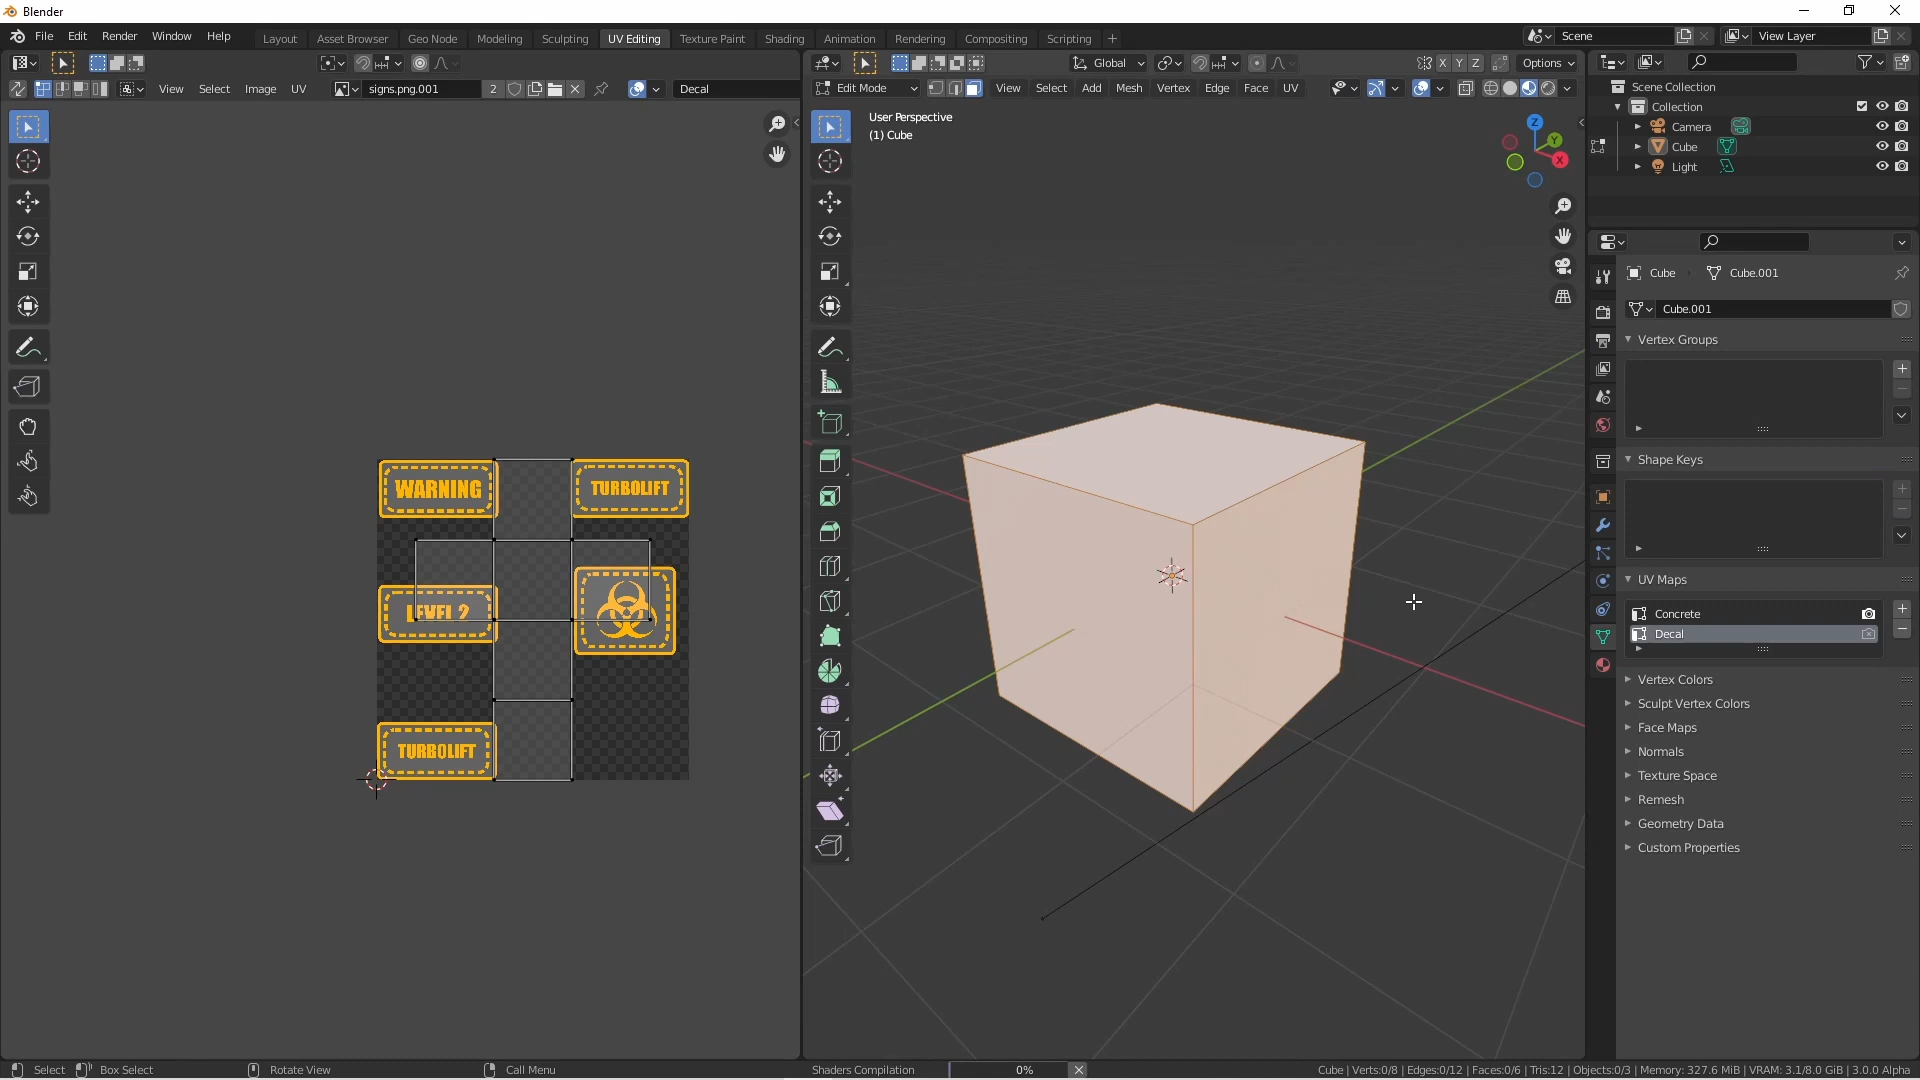 Blender
File Edit Render Window Help
Layout Asset Browser Geo Node Modeling Sculpting UV Editing Texture Paint Shading Animation Rendering Compositing Scripting +
Scene
View Layer
Global
X Y Z
Options
View Select Image UV
signs.png.001
2
Decal
Edit Mode
View Select Add Mesh Vertex Edge Face UV
User Perspective
(1) Cube
Z
Y
X
Scene Collection
Collection
Camera
Cube
Light
Cube
Cube.001
Cube.001
Vertex Groups
Shape Keys
UV Maps
Concrete
Decal
Vertex Colors
Sculpt Vertex Colors
Face Maps
Normals
Texture Space
Remesh
Geometry Data
Custom Properties
WARNING
TURBOLIFT
LEVEL 2
TURBOLIFT
Select
Box Select
Rotate View
Call Menu
Shaders Compilation
0%
Cube | Verts:0/8 | Edges:0/12 | Faces:0/6 | Tris:12 | Objects:0/3 | Memory: 327.6 MiB | VRAM: 3.1/8.0 GiB | 3.0.0 Alpha